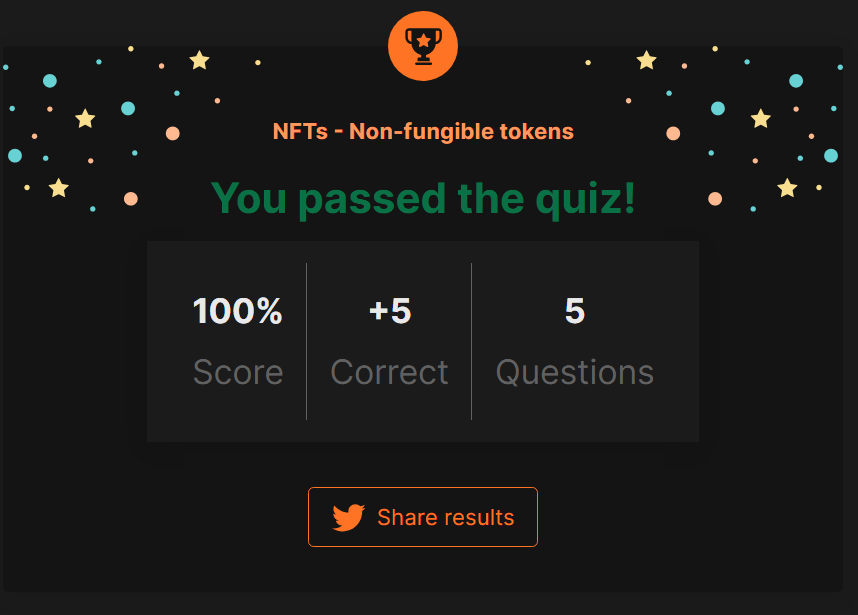 NFTs - Non-fungible tokens
You passed the quiz!
100% +5 5
Score Correct Questions
Share results